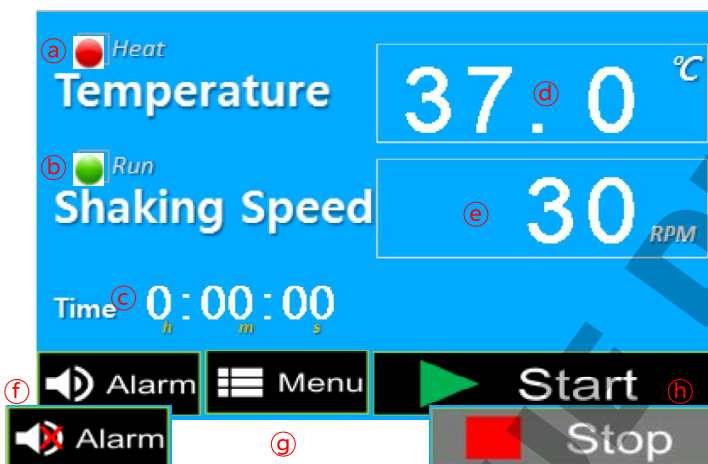 ⓐ Heat
Temperature
37.0 ℃
ⓓ
ⓑ Run
Shaking Speed
ⓔ 30 RPM
Time ⓒ 0:00:00
h m s
ⓕ Alarm Menu Start ⓗ
Alarm ⓖ Stop